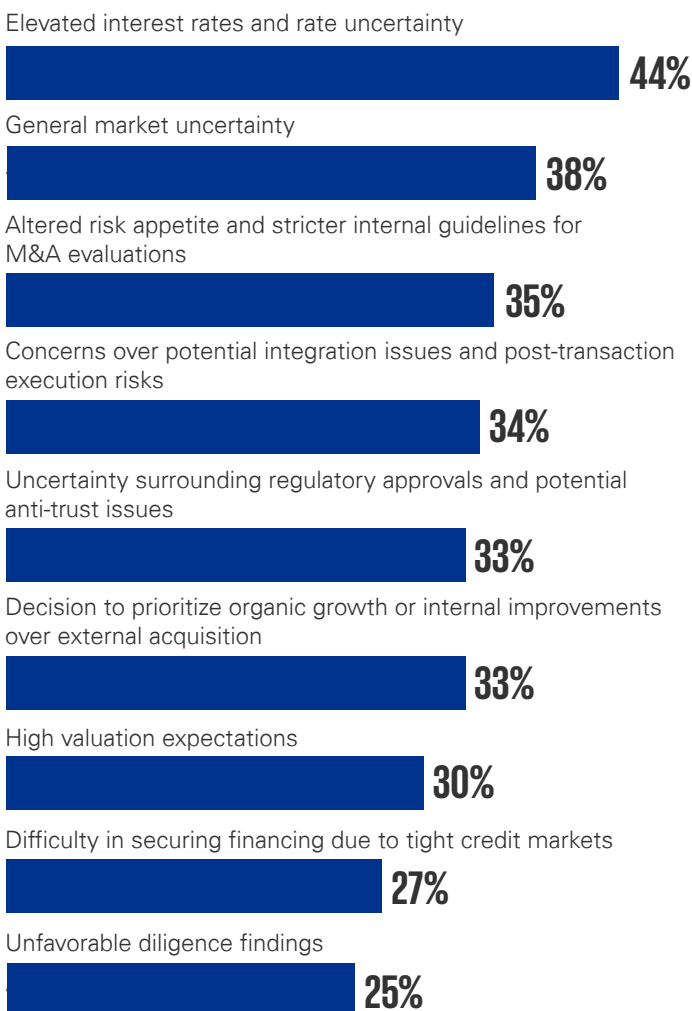 Elevated interest rates and rate uncertainty
44%
General market uncertainty
38%
Altered risk appetite and stricter internal guidelines for
M&A evaluations
35%
Concerns over potential integration issues and post-transaction
execution risks
34%
Uncertainty surrounding regulatory approvals and potential
anti-trust issues
33%
Decision to prioritize organic growth or internal improvements
over external acquisition
33%
High valuation expectations
30%
Difficulty in securing financing due to tight credit markets
27%
Unfavorable diligence findings
25%